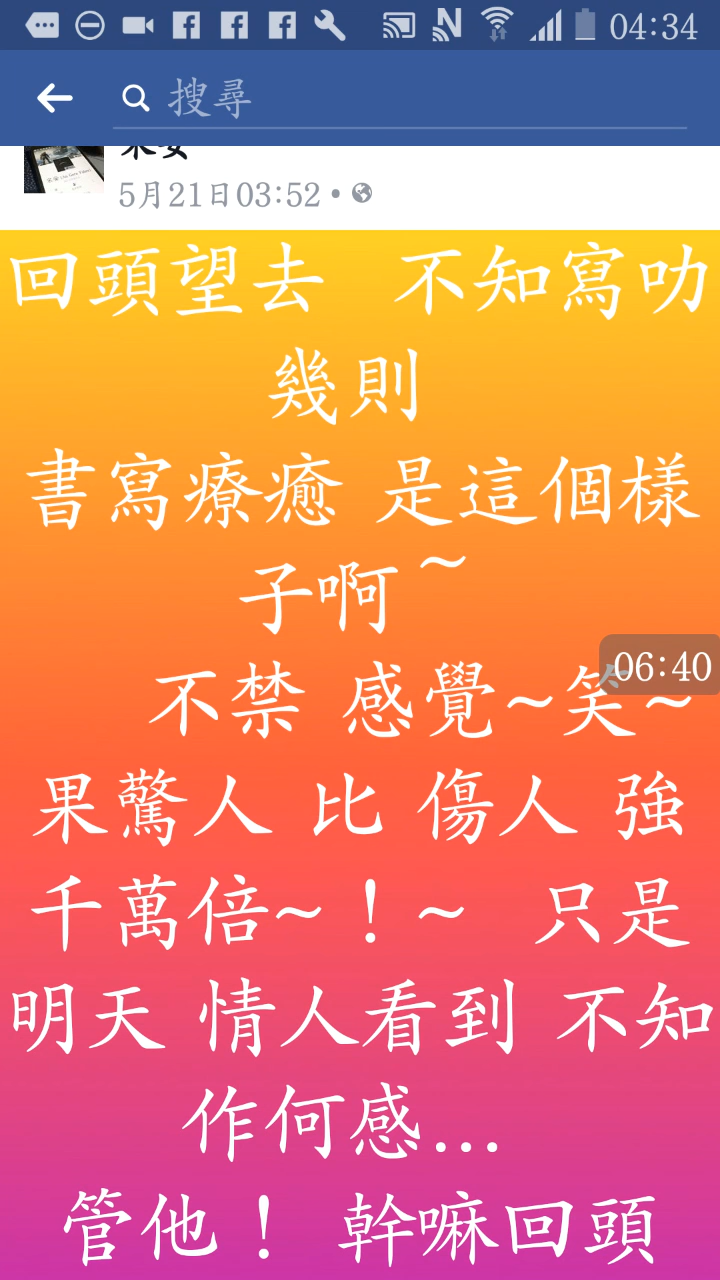 04:34
搜尋
5月21日03:52
回頭望去 不知寫叻
幾則
書寫療癒 是這個樣
子啊~
06:40
不禁 感覺~笑~
果驚人 比 傷人 強
千萬倍~！~ 只是
明天 情人看到 不知
作何感...
管他！ 幹嘛回頭